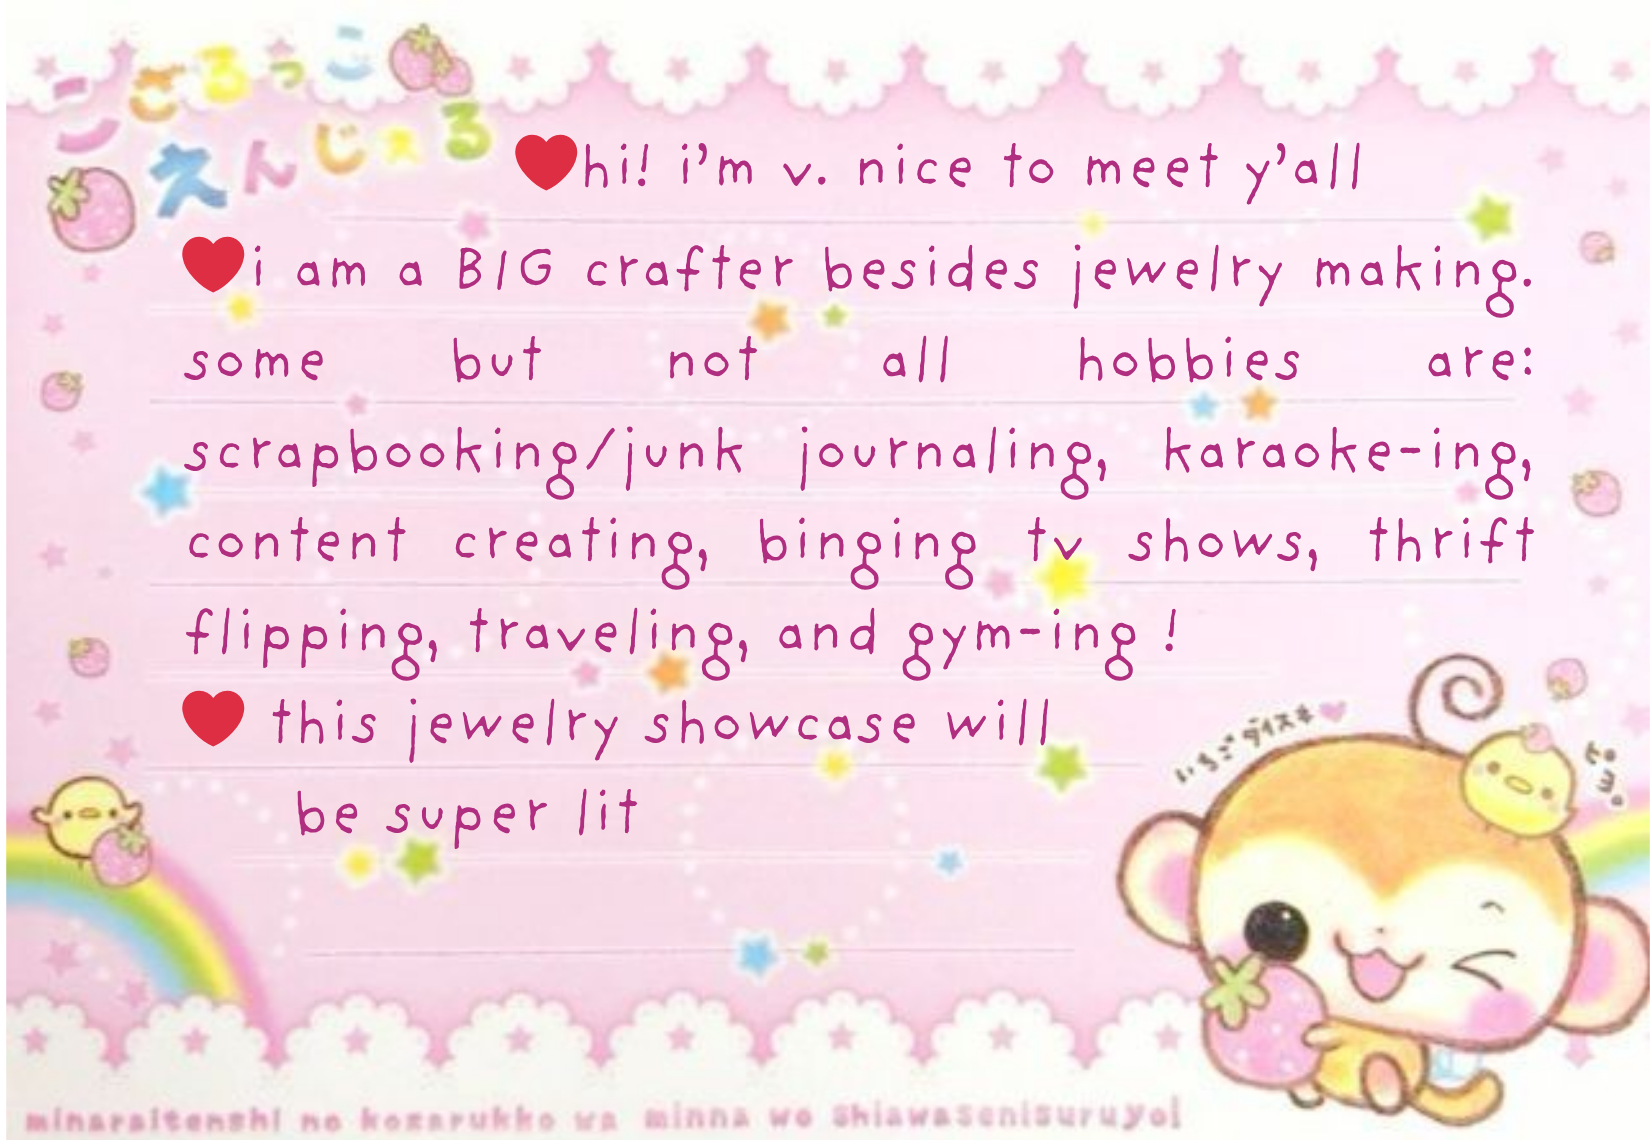 こざるっこ
えんじぇる
❤️hi! i'm v. nice to meet y'all
❤️i am a BIG crafter besides jewelry making.
some but not all hobbies are:
scrapbooking/junk journaling, karaoke-ing,
content creating, binging tv shows, thrift
flipping, traveling, and gym-ing !
❤️ this jewelry showcase will
be super lit
いちごダイスキ
minaraitenshi no kozarukko wa minna wo shiawasenisuruyo!